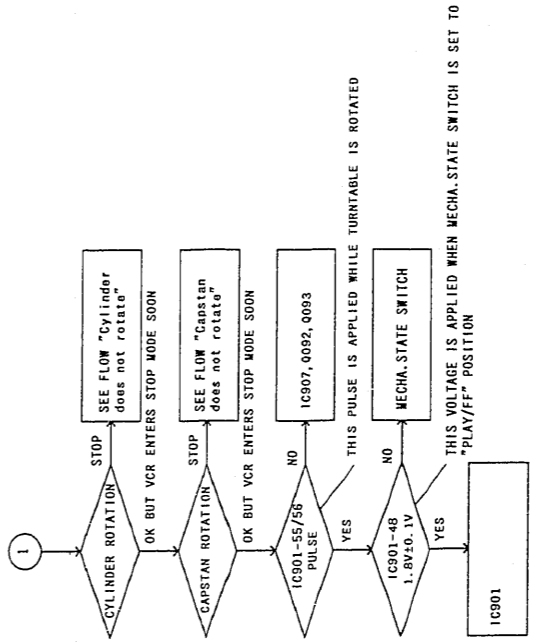 1
CYLINDER ROTATION
STOP
SEE FLOW "Cylinder
does not rotate"
OK BUT VCR ENTERS STOP MODE SOON
CAPSTAN ROTATION
STOP
SEE FLOW "Capstan
does not rotate"
OK BUT VCR ENTERS STOP MODE SOON
IC901-55/56
PULSE
NO
IC907, Q092, Q093
THIS PULSE IS APPLIED WHILE TURNTABLE IS ROTATED
YES
IC901-48
1.8V±0.1V
NO
MECHA.STATE SWITCH
THIS VOLTAGE IS APPLIED WHEN MECHA.STATE SWITCH IS SET TO
"PLAY/FF" POSITION
YES
IC901